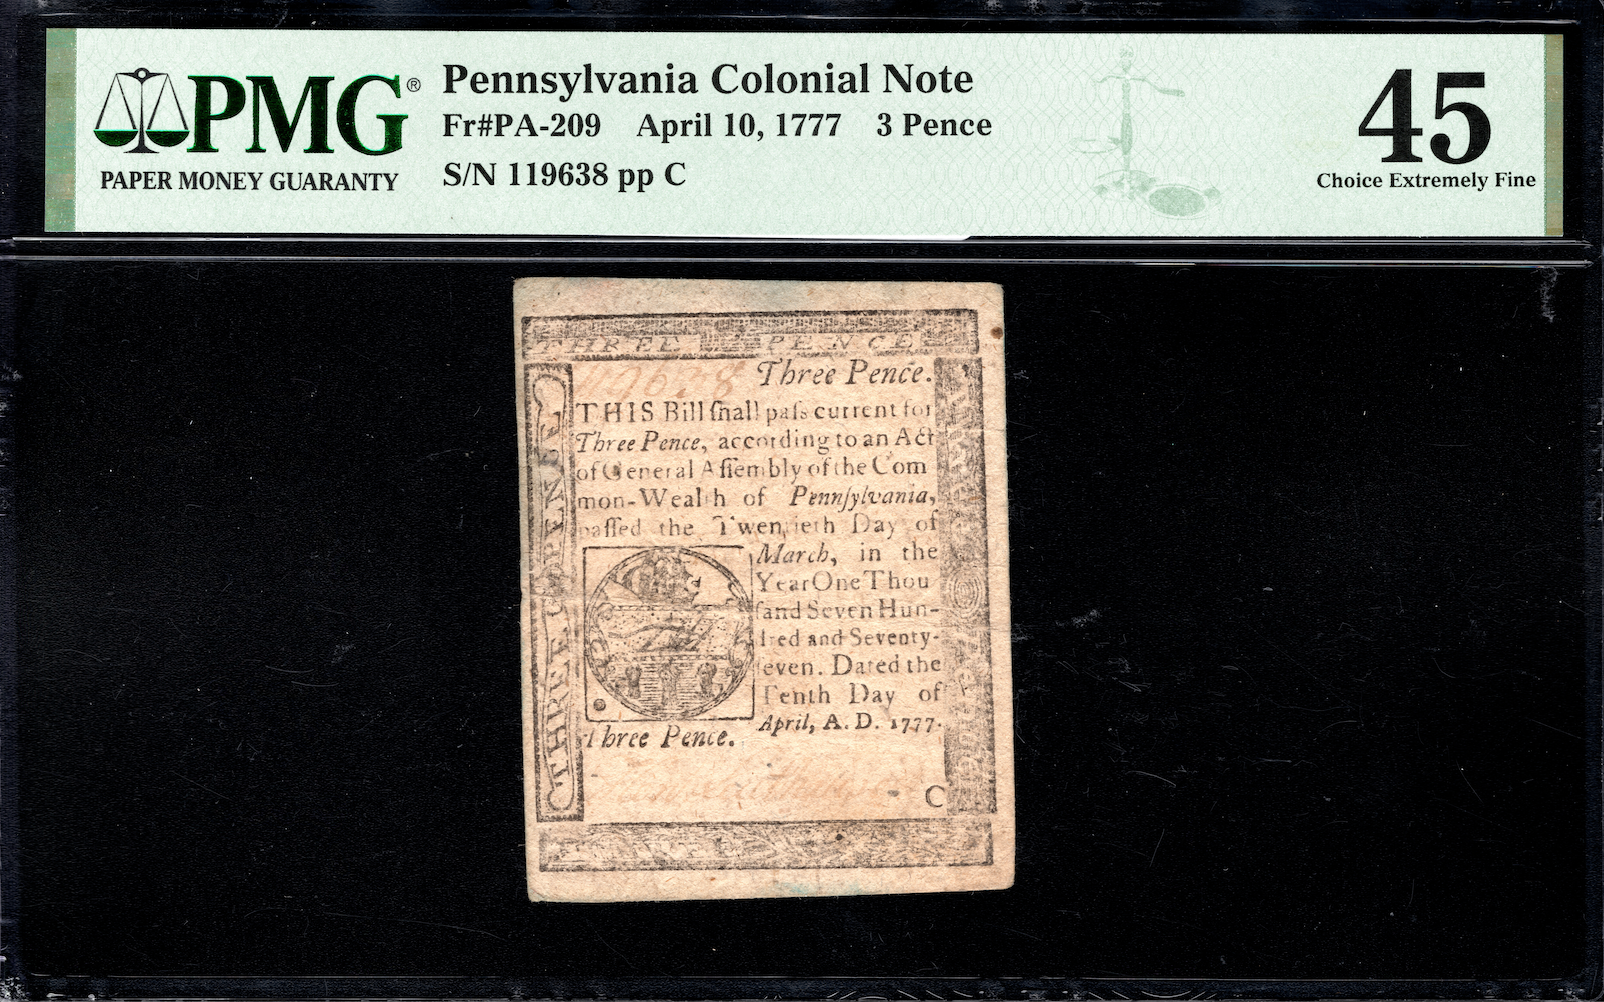 PMG®
PAPER MONEY GUARANTY
Pennsylvania Colonial Note
Fr#PA-209 April 10, 1777 3 Pence
S/N 119638 pp C
45
Choice Extremely Fine
THREE PENCE
THREE PENCE
119638 Three Pence.
THIS Bill ſhall paſs current for
Three Pence, according to an Act
of General Aſſembly of the Com
mon-Wealth of Pennſylvania,
paſſed the Twentieth Day of
March, in the
Year One Thou
ſand Seven Hun-
dred and Seventy-
ſeven. Dated the
Tenth Day of
April, A. D. 1777.
Three Pence.
C